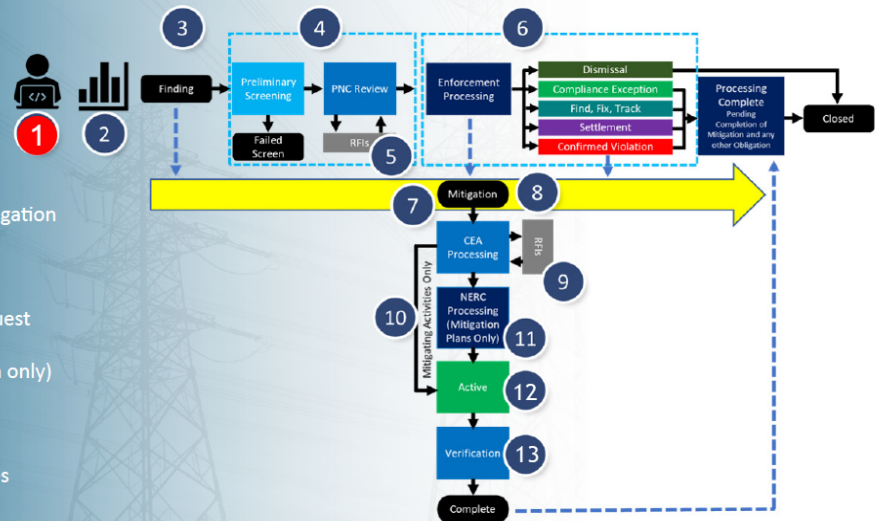 3
4
6
</>
1
2
Finding
Preliminary
Screening
PNC Review
Failed
Screen
RFIs
5
Enforcement
Processing
Dismissal
Compliance Exception
Find, Fix, Track
Settlement
Confirmed Violation
Processing
Complete
Pending
Completion of
Mitigation and any
other Obligation
Closed
gation
uest
only)
s
7
Mitigation
8
CEA
Processing
RFIs
9
Mitigating Activities Only
10
NERC
Processing
(Mitigation
Plans Only)
11
Active
12
Verification
13
Complete